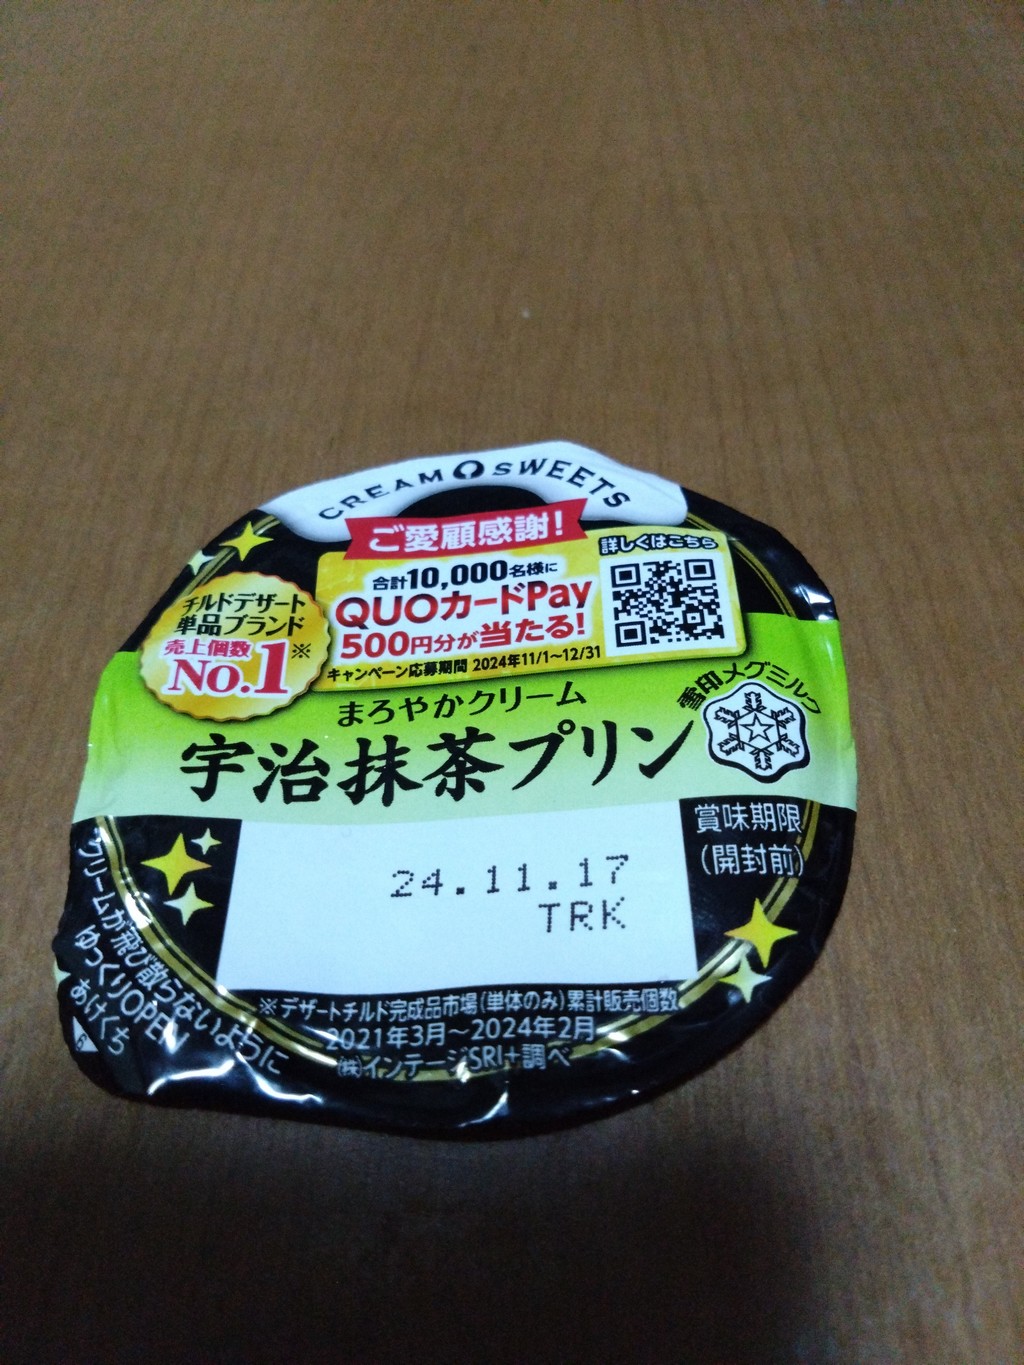 CREAM SWEETS
ご愛顧感謝!
詳しくはこちら
合計10,000名様に
QUOカードPay
500円分が当たる!
キャンペーン応募期間 2024年11/1～12/31
チルドデザート
単品ブランド
売上個数
No.1※
まろやかクリーム
宇治抹茶プリン
雪印メグミルク
賞味期限
(開封前)
24.11.17
TRK
※デザートチルド完成品市場(単体のみ)累計販売個数
2021年3月～2024年2月
㈱インテージSRI+調べ
クリームが飛び散らないように
ゆっくりOPEN
あけくち
6